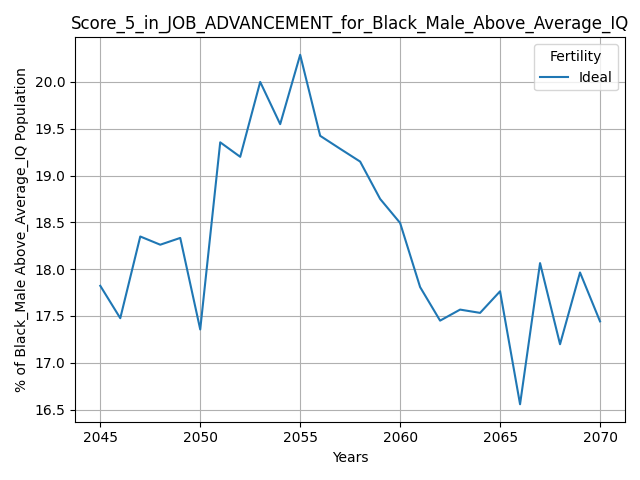 Score_5_in_JOB_ADVANCEMENT_for_Black_Male_Above_Average_IQ
Fertility
Ideal
% of Black_Male Above_Average_IQ Population
20.0
19.5
19.0
18.5
18.0
17.5
17.0
16.5
2045 2050 2055 2060 2065 2070
Years